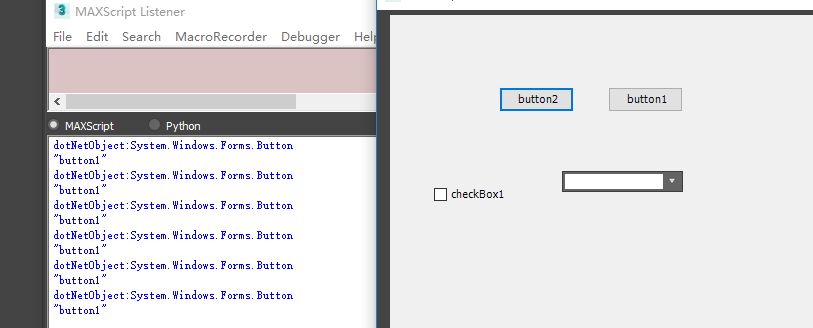 MAXScript Listener
File Edit Search MacroRecorder Debugger Help
MAXScript Python
dotNetObject:System.Windows.Forms.Button
"button1"
dotNetObject:System.Windows.Forms.Button
"button1"
dotNetObject:System.Windows.Forms.Button
"button1"
dotNetObject:System.Windows.Forms.Button
"button1"
dotNetObject:System.Windows.Forms.Button
"button1"
dotNetObject:System.Windows.Forms.Button
"button1"
button2 button1
checkBox1